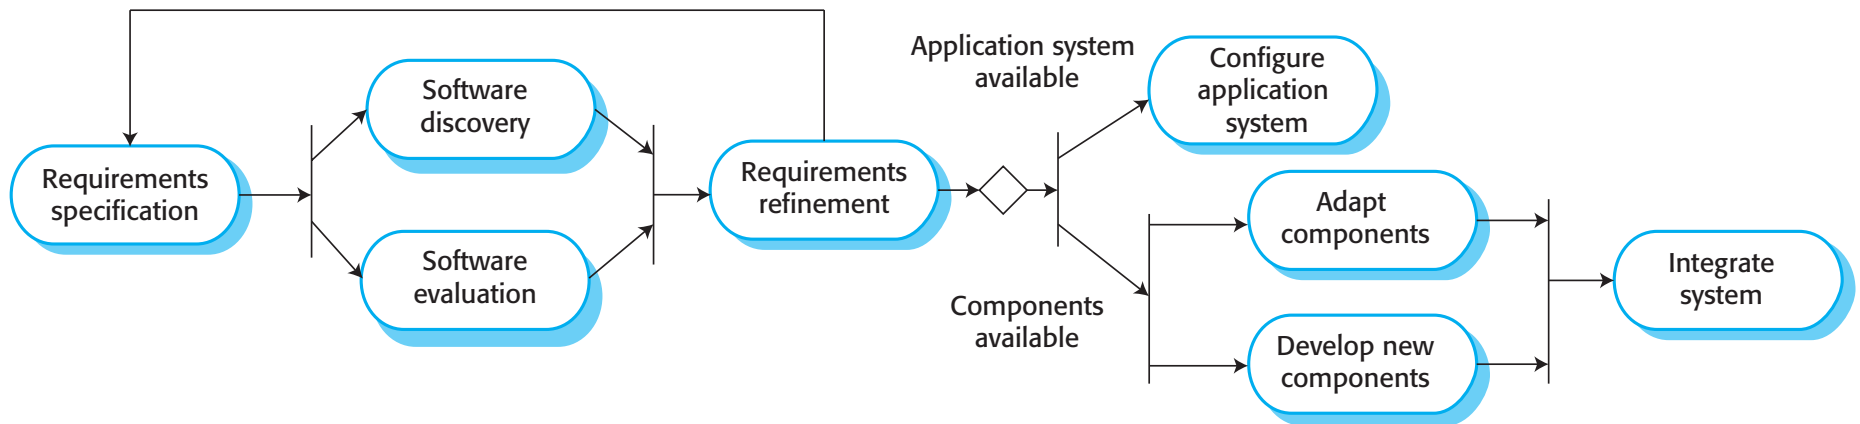 Requirements
specification
Software
discovery
Software
evaluation
Requirements
refinement
Application system
available
Configure
application
system
Components
available
Adapt
components
Develop new
components
Integrate
system